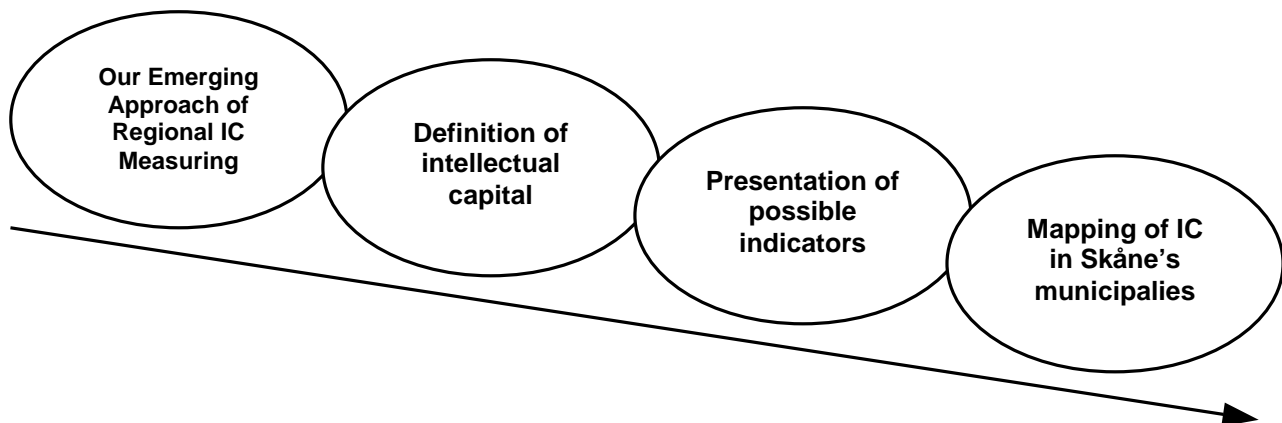 Our Emerging
Approach of
Regional IC
Measuring
Definition of
intellectual
capital
Presentation of
possible
indicators
Mapping of IC
in Skåne's
municipalies